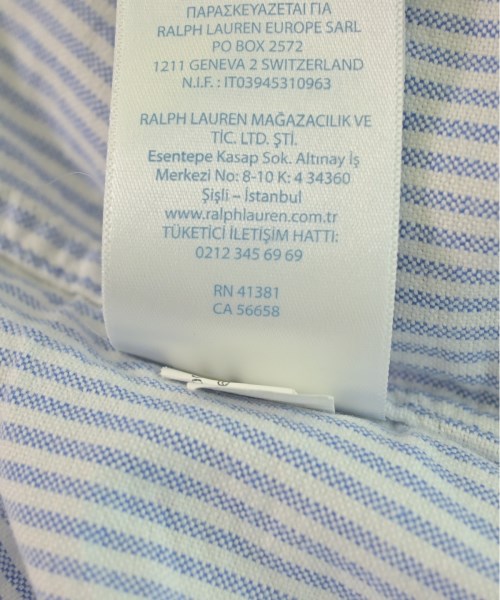 ΠΑΡΑΣΚΕΥΑΖΕΤΑΙ ΓΙΑ
RALPH LAUREN EUROPE SARL
PO BOX 2572
1211 GENEVA 2 SWITZERLAND
N.I.F. : IT03945310963
RALPH LAUREN MAĞAZACILIK VE
TİC. LTD. ŞTİ.
Esentepe Kasap Sok. Altınay İş
Merkezi No: 8-10 K: 4 34360
Şişli – İstanbul
www.ralphlauren.com.tr
TÜKETİCİ İLETİŞİM HATTI:
0212 345 69 69
RN 41381
CA 56658